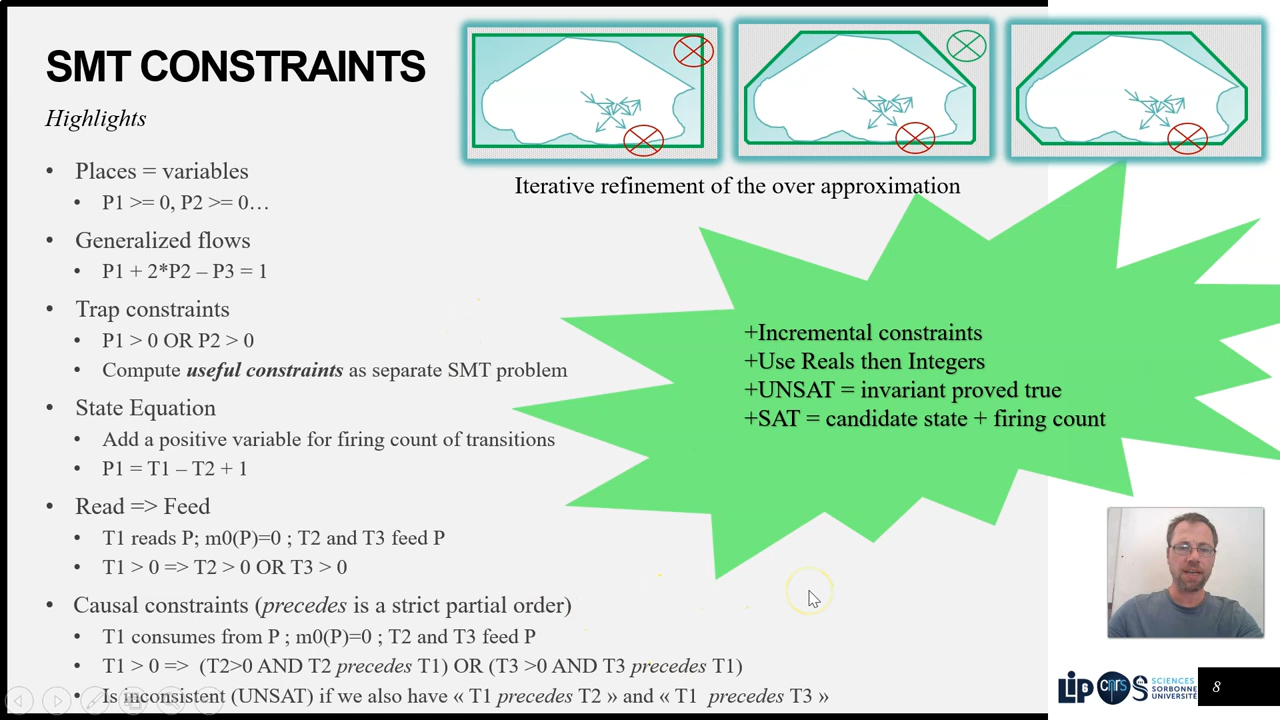 SMT CONSTRAINTS
Highlights
Iterative refinement of the over approximation
• Places = variables
• P1 >= 0, P2 >= 0…
• Generalized flows
• P1 + 2*P2 – P3 = 1
• Trap constraints
• P1 > 0 OR P2 > 0
• Compute useful constraints as separate SMT problem
• State Equation
• Add a positive variable for firing count of transitions
• P1 = T1 – T2 + 1
• Read => Feed
• T1 reads P; m0(P)=0 ; T2 and T3 feed P
• T1 > 0 => T2 > 0 OR T3 > 0
• Causal constraints (precedes is a strict partial order)
• T1 consumes from P ; m0(P)=0 ; T2 and T3 feed P
• T1 > 0 => (T2>0 AND T2 precedes T1) OR (T3 >0 AND T3 precedes T1)
• Is inconsistent (UNSAT) if we also have « T1 precedes T2 » and « T1 precedes T3 »
+Incremental constraints
+Use Reals then Integers
+UNSAT = invariant proved true
+SAT = candidate state + firing count
LIP6
CNRS
S SCIENCES
SORBONNE
UNIVERSITÉ
8